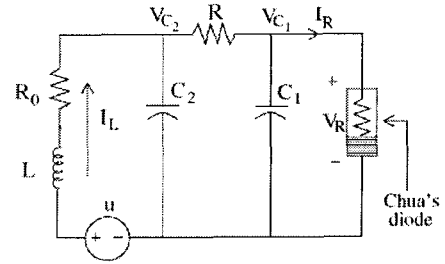 V_{C_2} R V_{C_1} I_R
R_0
I_L
C_2
C_1
+
V_R
-
L
u
+ -
Chua's
diode